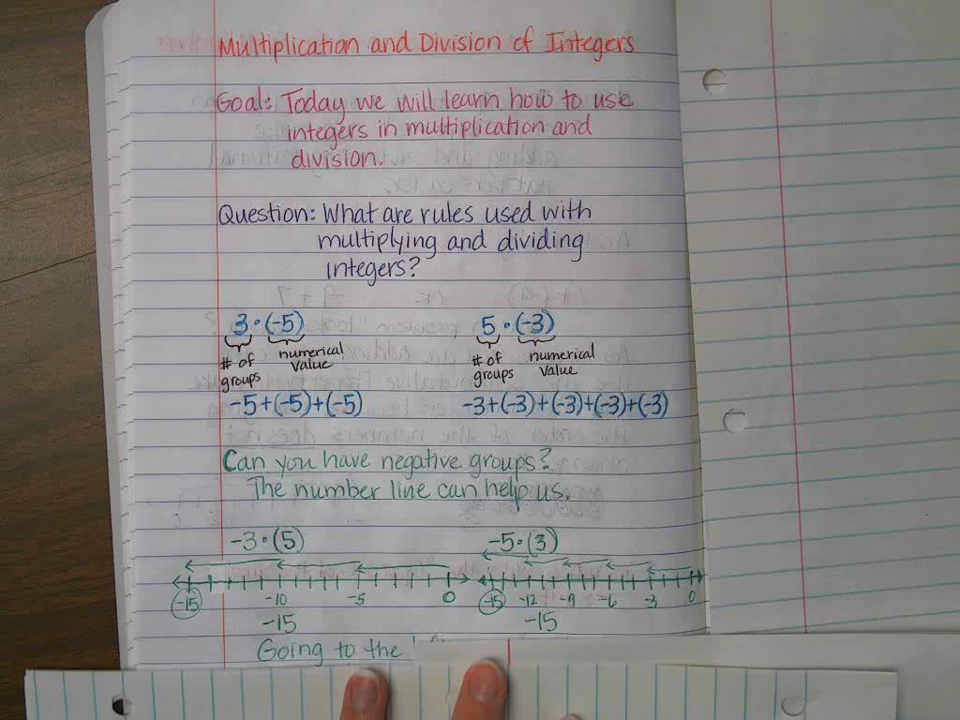 Multiplication and Division of Integers
Goal: Today we will learn how to use
integers in multiplication and
division.
Question: What are rules used with
multiplying and dividing
integers?
3 · (-5)
# of
groups
numerical
value
-5+(-5)+(-5)
5 · (-3)
# of
groups
numerical
value
-3+(-3)+(-3)+(-3)+(-3)
Can you have negative groups?
The number line can help us.
-3 · (5)
-15 -10 -5 0
-15
-5 · (3)
-15 -12 -9 -6 -3 0
-15
Going to the